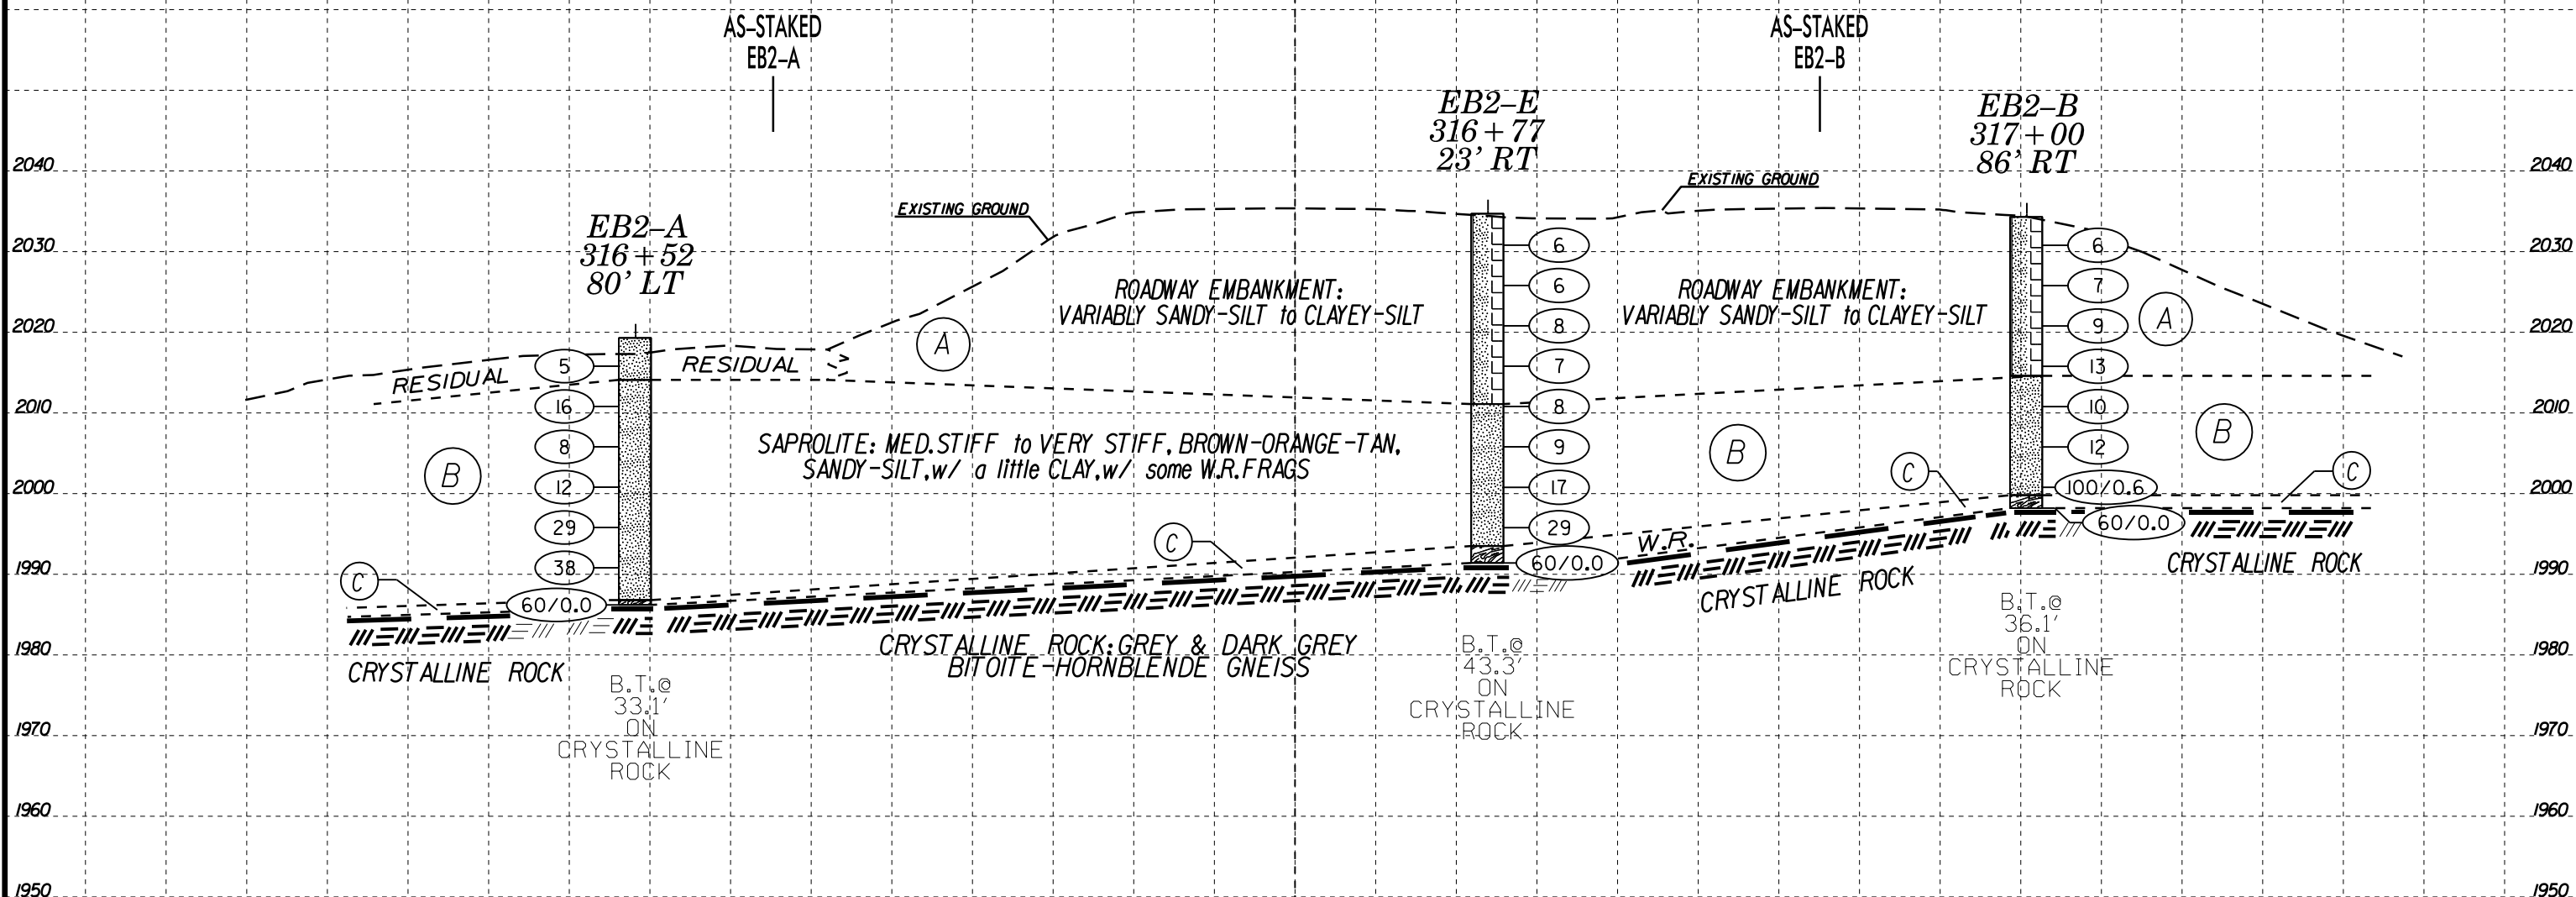 AS-STAKED
EB2-A
AS-STAKED
EB2-B
EB2-E
316+77
23' RT
EB2-B
317+00
86' RT
2040
2040
EXISTING GROUND
EXISTING GROUND
EB2-A
316+52
80' LT
2030
2030
6
6
6
7
ROADWAY EMBANKMENT:
VARIABLY SANDY-SILT to CLAYEY-SILT
ROADWAY EMBANKMENT:
VARIABLY SANDY-SILT to CLAYEY-SILT
2020
2020
8
9
A
A
5
RESIDUAL
RESIDUAL
7
13
2010
2010
16
8
10
8
SAPROLITE: MED.STIFF to VERY STIFF, BROWN-ORANGE-TAN,
SANDY-SILT,w/ a little CLAY,w/ some W.R.FRAGS
9
12
B
B
B
C
C
2000
2000
12
17
100/0.6
29
29
60/0.0
C
W.R.
38
60/0.0
CRYSTALLINE ROCK
1990
1990
C
CRYSTALLINE ROCK
60/0.0
B.T.@
36.1'
ON
CRYSTALLINE
ROCK
1980
1980
CRYSTALLINE ROCK
CRYSTALLINE ROCK: GREY & DARK GREY
BITOITE-HORNBLENDE GNEISS
B.T.@
43.3'
ON
CRYSTALLINE
ROCK
B.T.@
33.1'
ON
CRYSTALLINE
ROCK
1970
1970
1960
1960
1950
1950